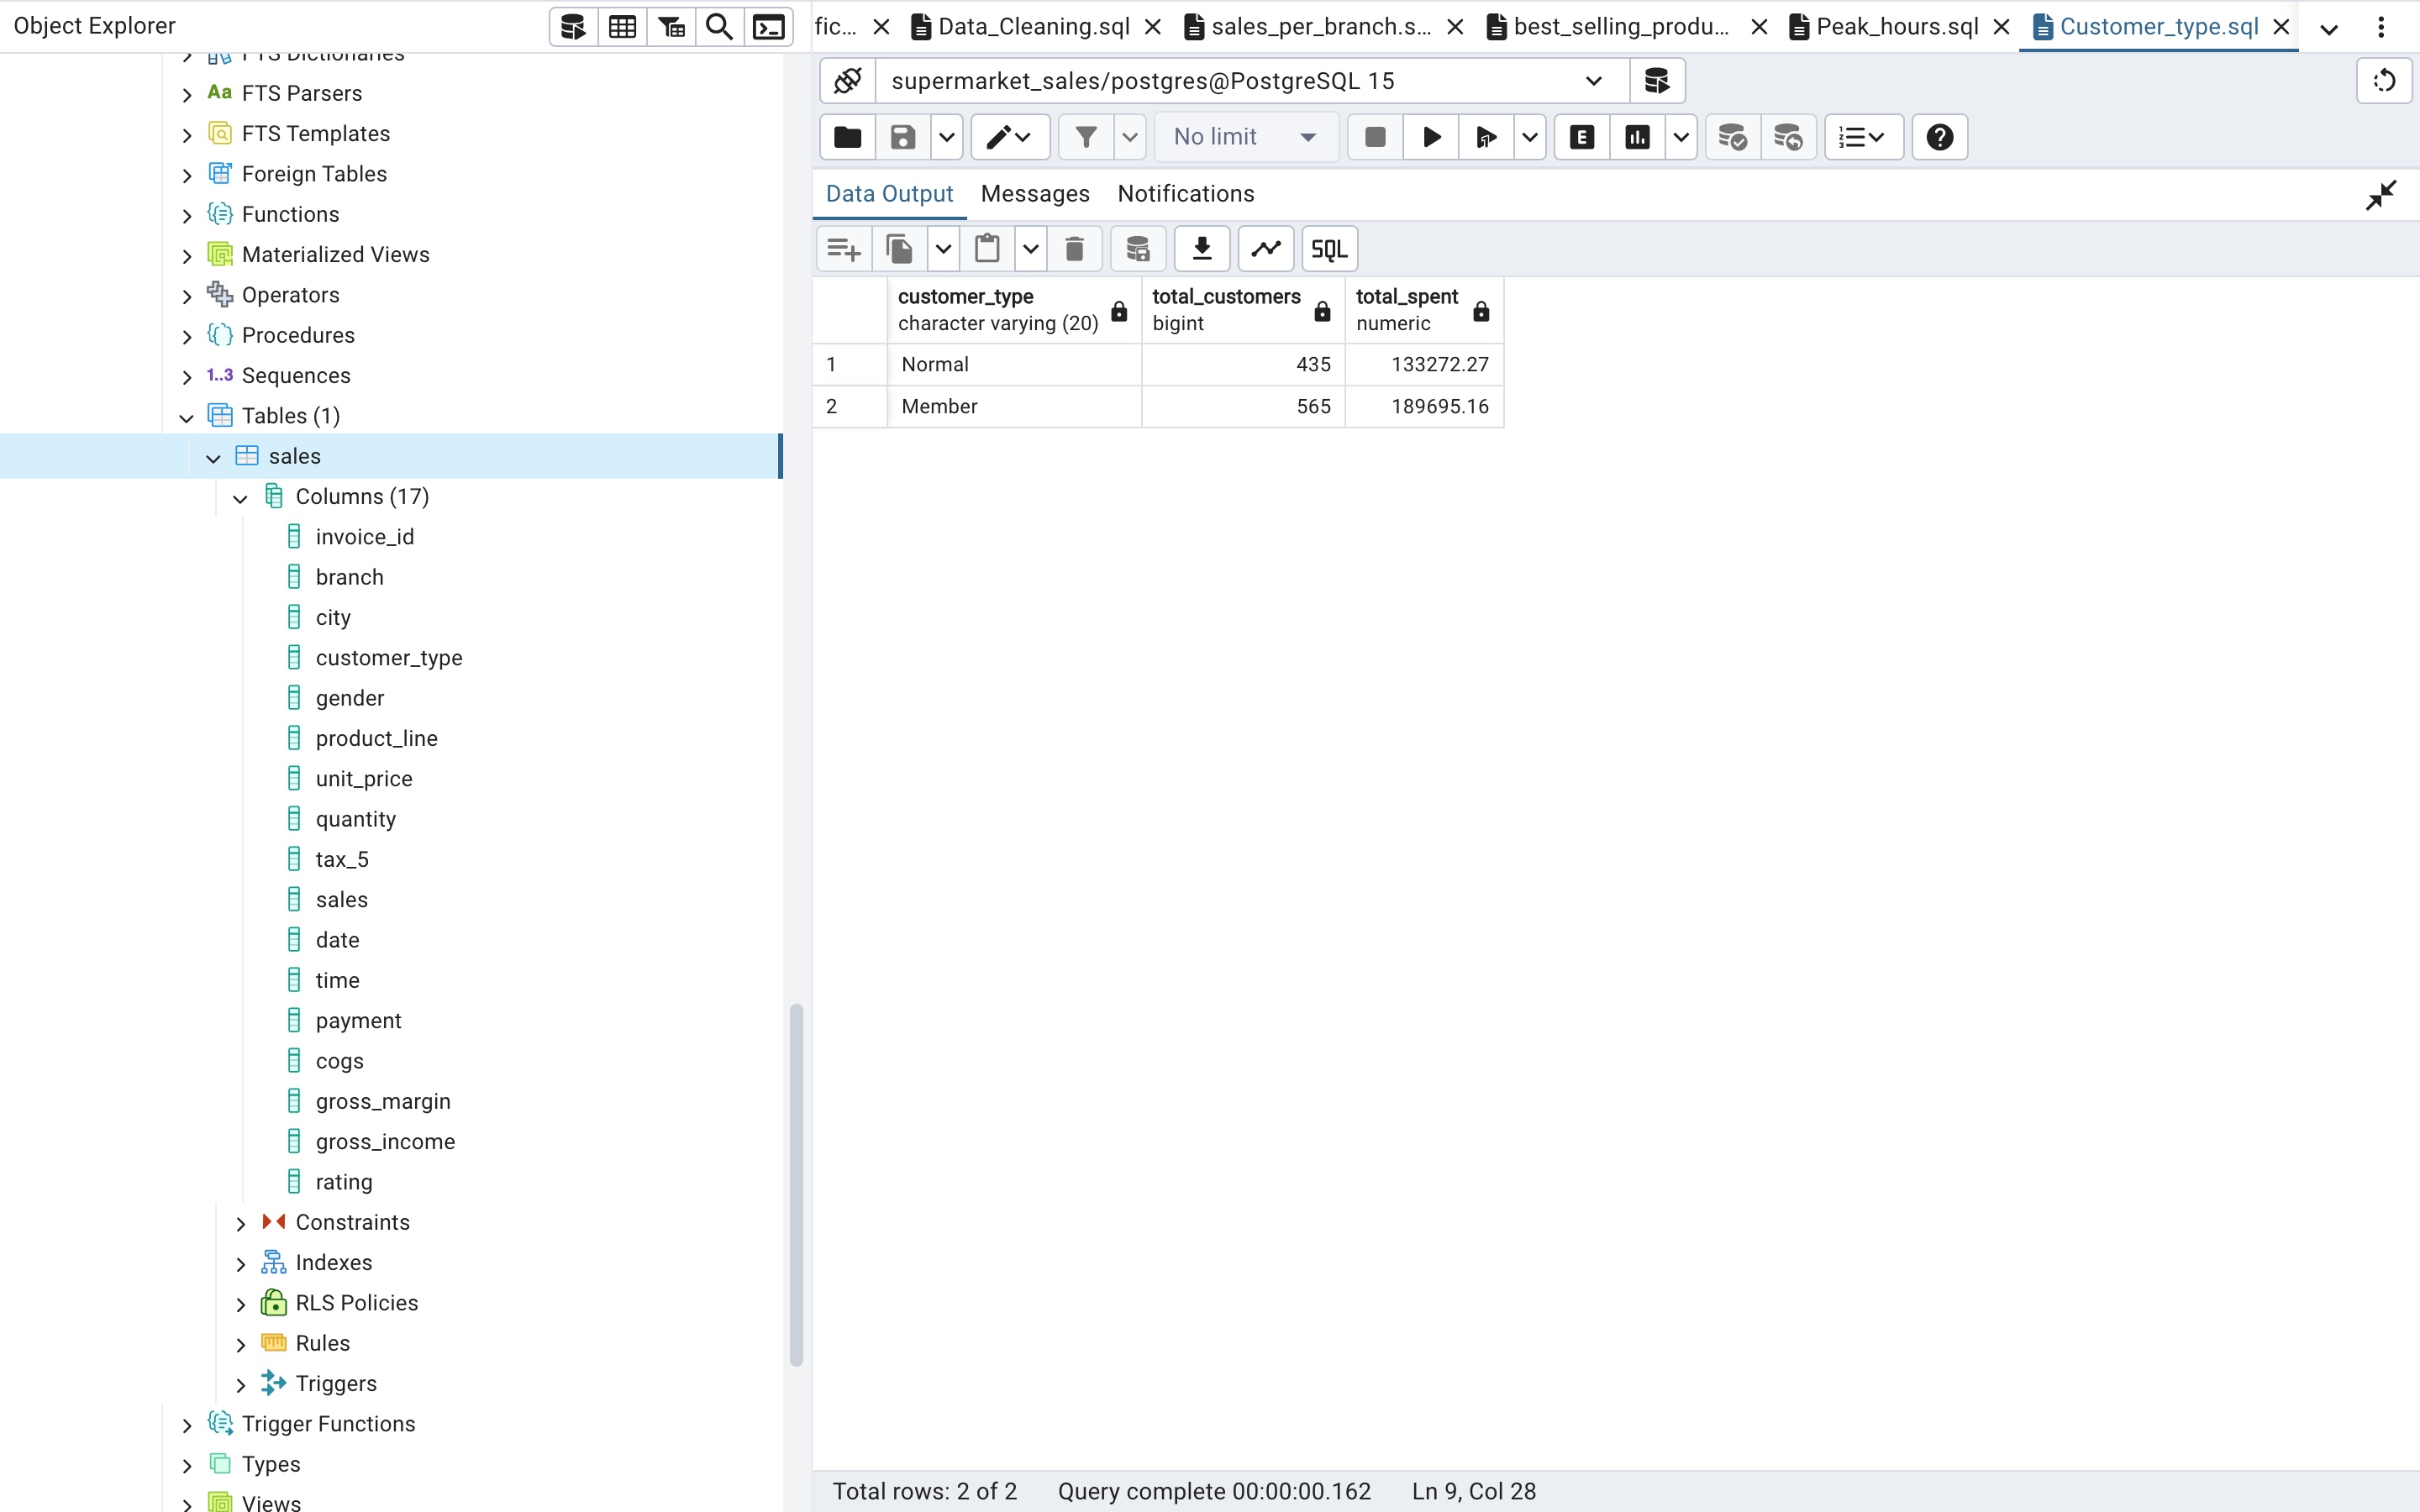 Object Explorer
FTS Dictionaries
Aa FTS Parsers
FTS Templates
Foreign Tables
Functions
Materialized Views
Operators
Procedures
1..3 Sequences
Tables (1)
sales
Columns (17)
invoice_id
branch
city
customer_type
gender
product_line
unit_price
quantity
tax_5
sales
date
time
payment
cogs
gross_margin
gross_income
rating
Constraints
Indexes
RLS Policies
Rules
Triggers
Trigger Functions
Types
Views
fic... Data_Cleaning.sql sales_per_branch.s... best_selling_produ... Peak_hours.sql Customer_type.sql
supermarket_sales/postgres@PostgreSQL 15
No limit E
Data Output Messages Notifications
SQL
customer_type total_customers total_spent
character varying (20) bigint numeric
1 Normal 435 133272.27
2 Member 565 189695.16
Total rows: 2 of 2 Query complete 00:00:00.162 Ln 9, Col 28